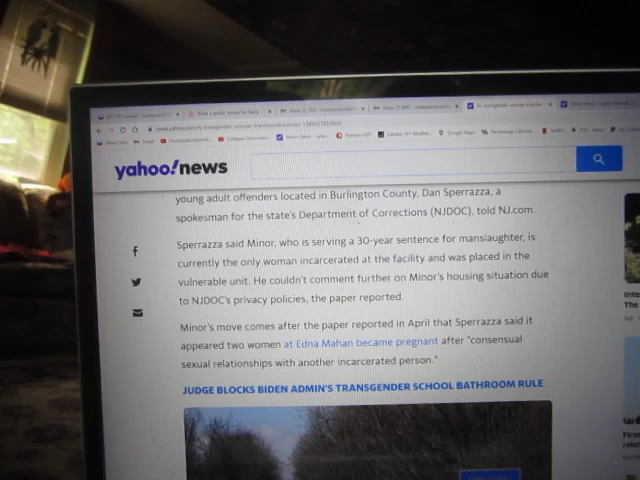 yahoo!news
young adult offenders located in Burlington County, Dan Sperrazza, a
spokesman for the state's Department of Corrections (NJDOC), told NJ.com.
Sperrazza said Minor, who is serving a 30-year sentence for manslaughter, is
currently the only woman incarcerated at the facility and was placed in the
vulnerable unit. He couldn't comment further on Minor's housing situation due
to NJDOC's privacy policies, the paper reported.
Minor's move comes after the paper reported in April that Sperrazza said it
appeared two women at Edna Mahan became pregnant after "consensual
sexual relationships with another incarcerated person."
JUDGE BLOCKS BIDEN ADMIN'S TRANSGENDER SCHOOL BATHROOM RULE
The
Ad